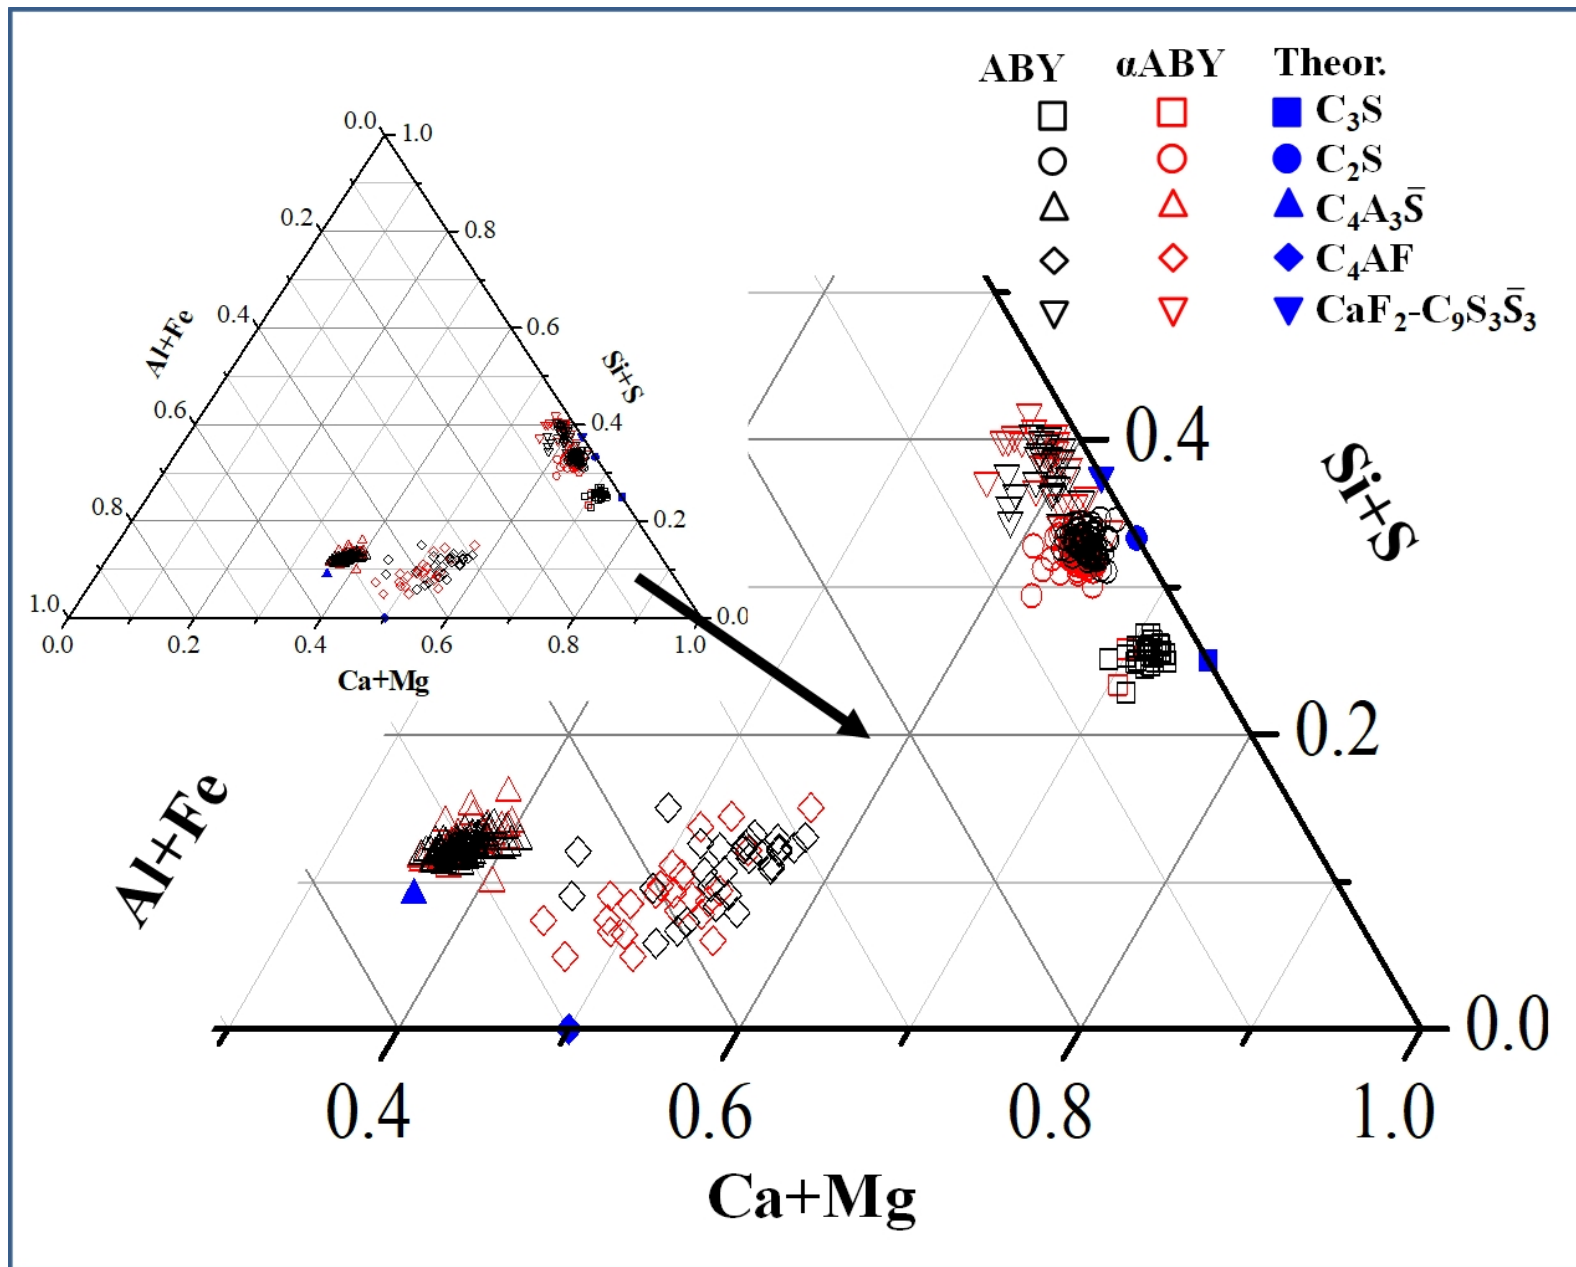 ABY αABY Theor.
C₃S
C₂S
C₄A₃S̄
C₄AF
CaF₂-C₉S₃S̄₃
0.0 1.0
0.2 0.8
0.4 0.6
0.6 0.4
0.8 0.2
1.0 0.0
Al+Fe
Si+S
0.0 0.2 0.4 0.6 0.8 1.0
Ca+Mg
0.4
0.2
0.0
Si+S
Al+Fe
0.4 0.6 0.8 1.0
Ca+Mg